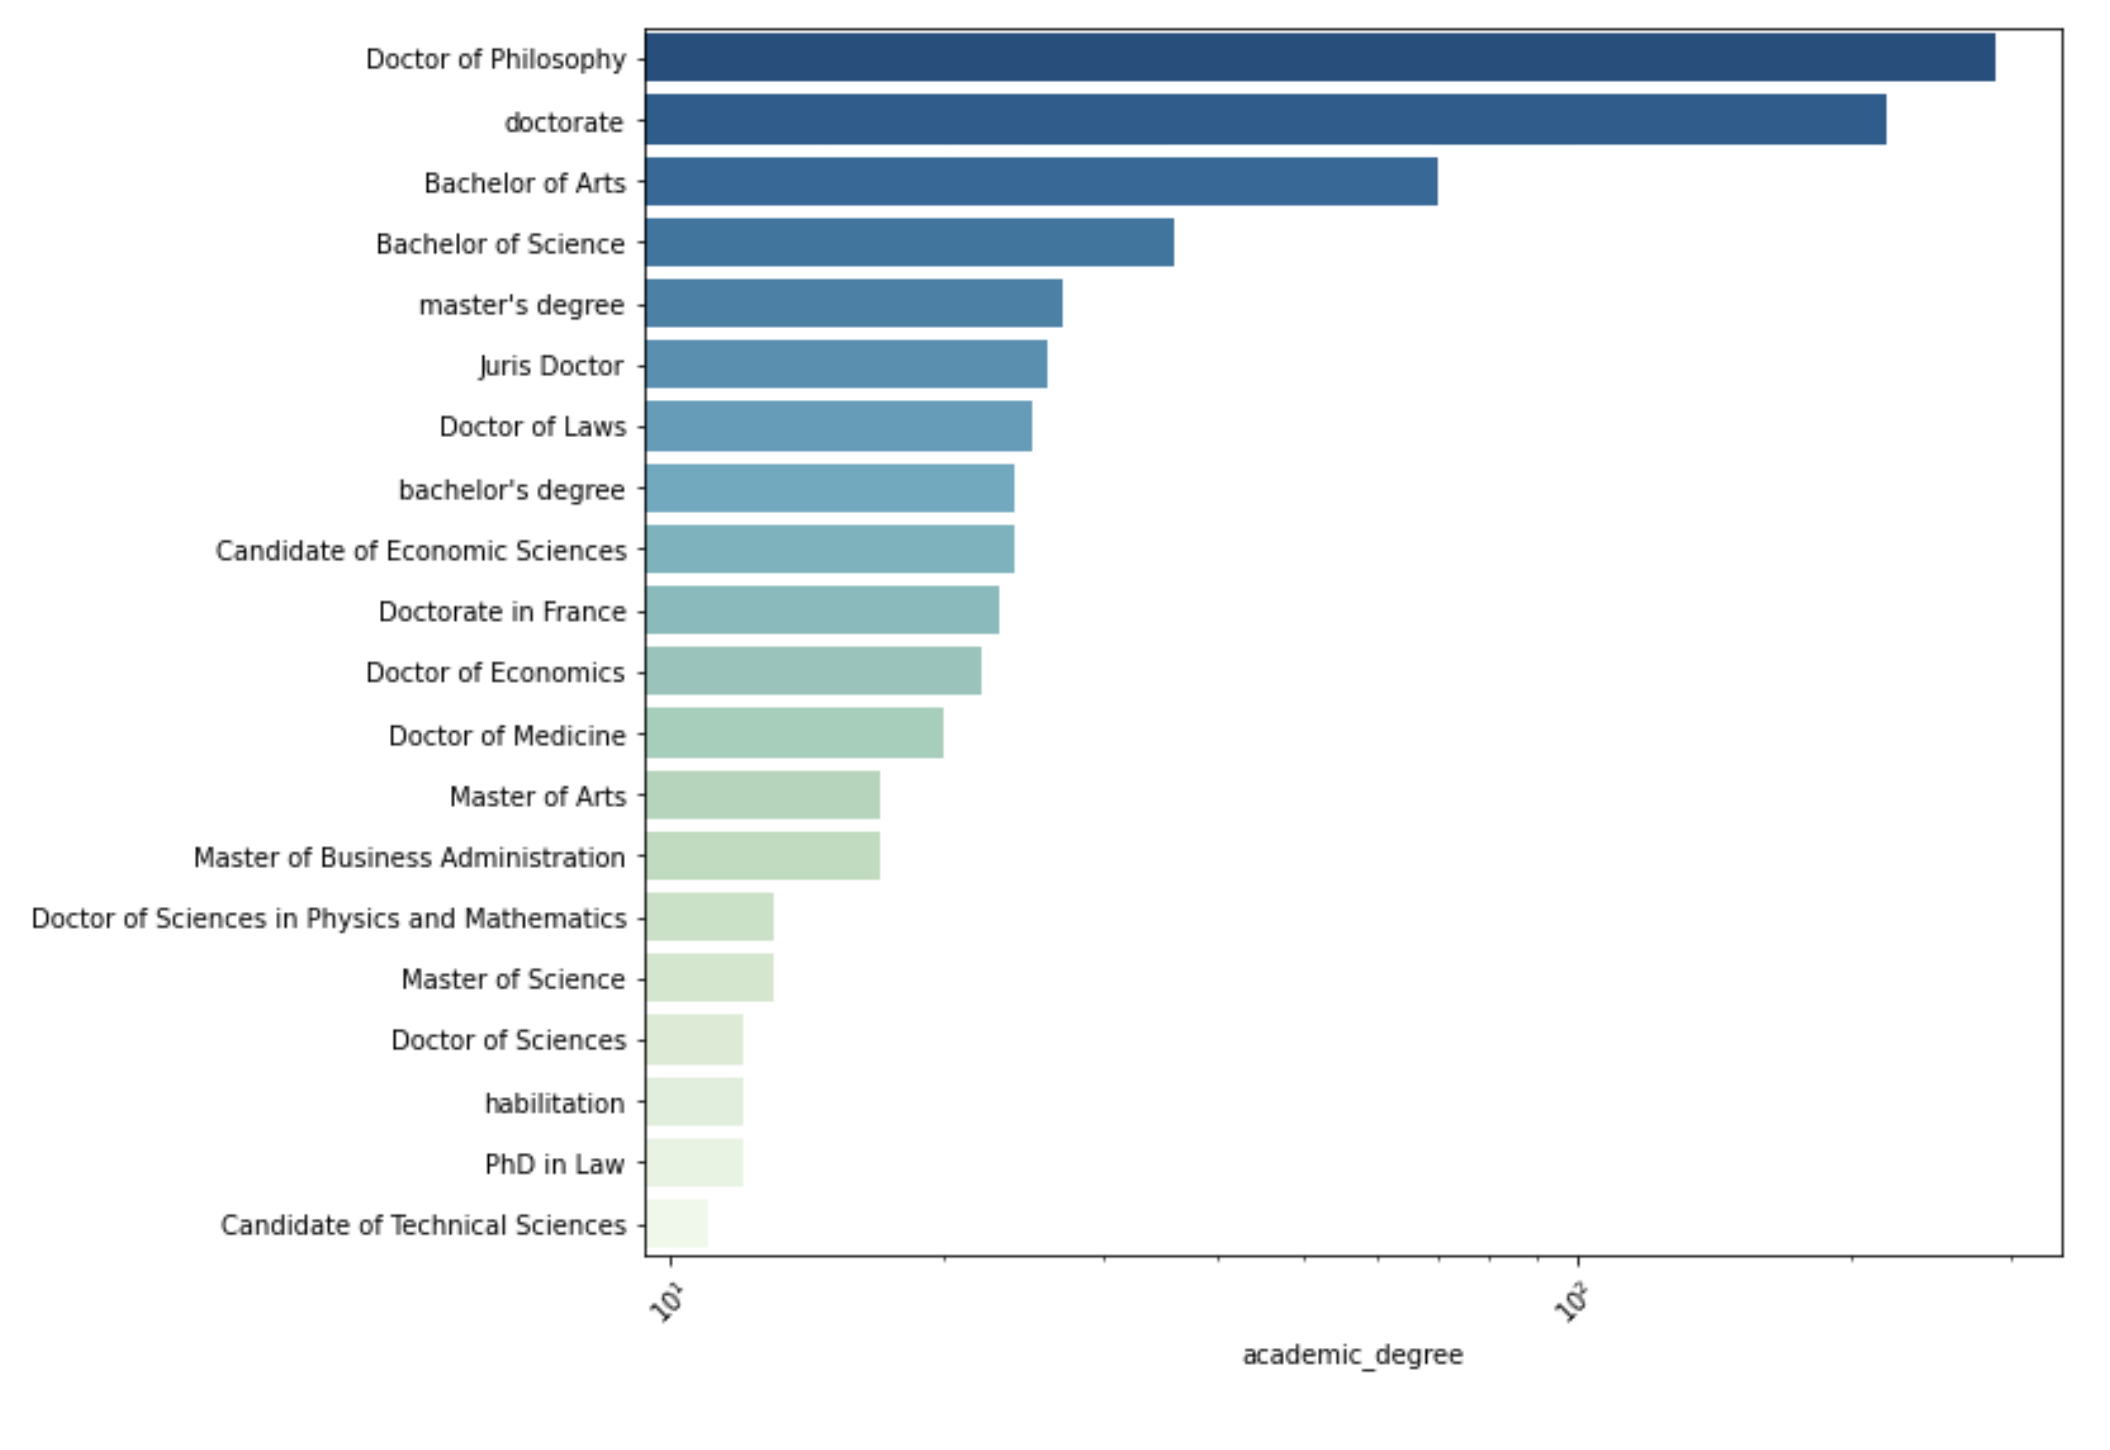 Doctor of Philosophy
doctorate
Bachelor of Arts
Bachelor of Science
master's degree
Juris Doctor
Doctor of Laws
bachelor's degree
Candidate of Economic Sciences
Doctorate in France
Doctor of Economics
Doctor of Medicine
Master of Arts
Master of Business Administration
Doctor of Sciences in Physics and Mathematics
Master of Science
Doctor of Sciences
habilitation
PhD in Law
Candidate of Technical Sciences
10¹ 10²
academic_degree